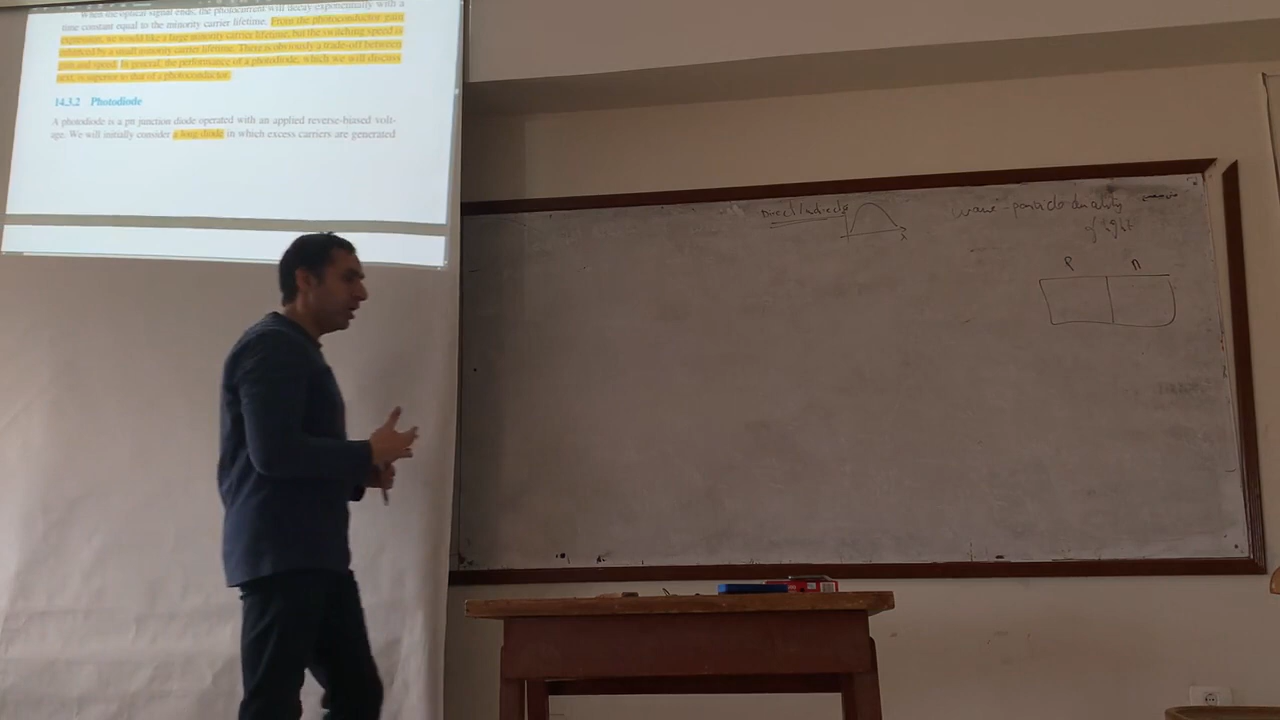 When the optical signal ends, the photocurrent will decay exponentially with a
time constant equal to the minority carrier lifetime. From the photoconductor gain
expression, we would like a large minority carrier lifetime, but the switching speed is
enhanced by a small minority carrier lifetime. There is obviously a trade-off between
gain and speed. In general, the performance of a photodiode, which we will discuss
next, is superior to that of a photoconductor.
14.3.2 Photodiode
A photodiode is a pn junction diode operated with an applied reverse-biased volt-
age. We will initially consider a long diode in which excess carriers are generated
Direct/Indirect
λ
wave-particle duality
of light
P n